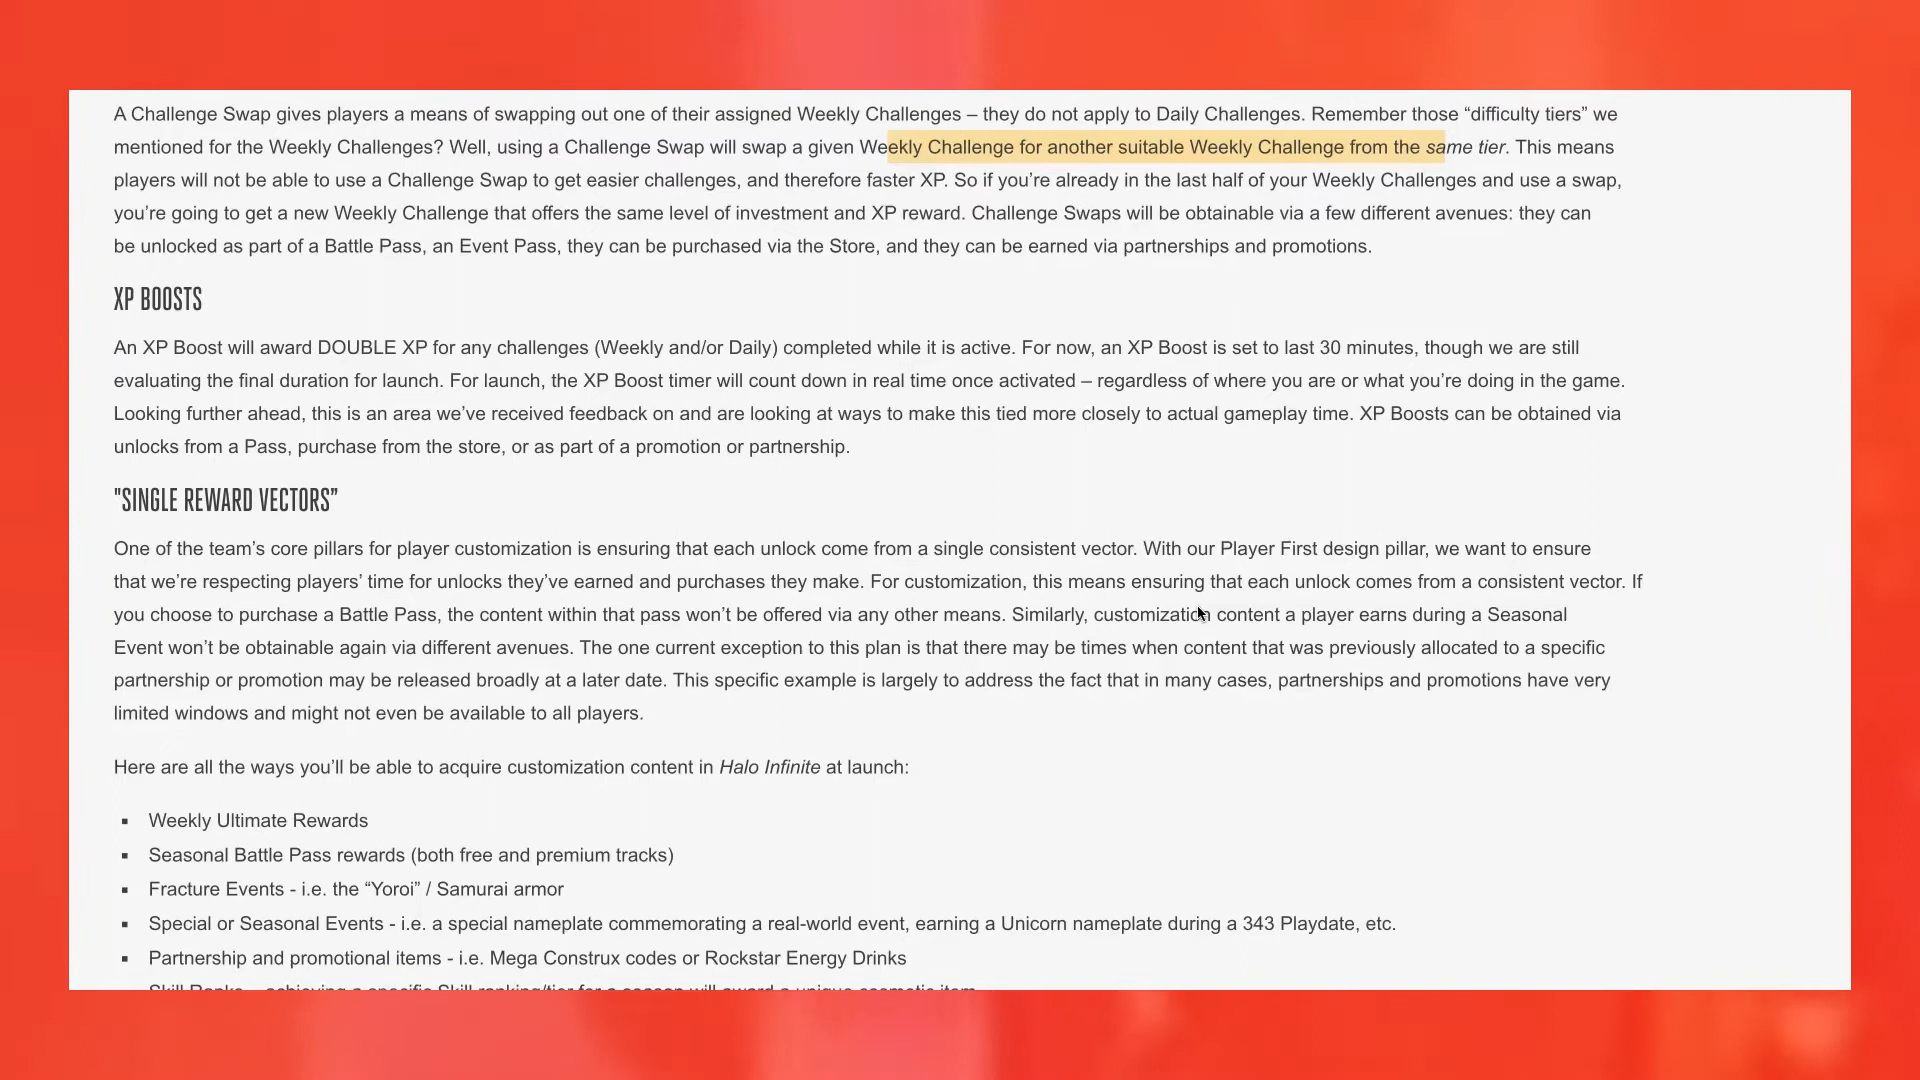 A Challenge Swap gives players a means of swapping out one of their assigned Weekly Challenges – they do not apply to Daily Challenges. Remember those “difficulty tiers” we
mentioned for the Weekly Challenges? Well, using a Challenge Swap will swap a given Weekly Challenge for another suitable Weekly Challenge from the same tier. This means
players will not be able to use a Challenge Swap to get easier challenges, and therefore faster XP. So if you’re already in the last half of your Weekly Challenges and use a swap,
you’re going to get a new Weekly Challenge that offers the same level of investment and XP reward. Challenge Swaps will be obtainable via a few different avenues: they can
be unlocked as part of a Battle Pass, an Event Pass, they can be purchased via the Store, and they can be earned via partnerships and promotions.
XP BOOSTS
An XP Boost will award DOUBLE XP for any challenges (Weekly and/or Daily) completed while it is active. For now, an XP Boost is set to last 30 minutes, though we are still
evaluating the final duration for launch. For launch, the XP Boost timer will count down in real time once activated – regardless of where you are or what you’re doing in the game.
Looking further ahead, this is an area we’ve received feedback on and are looking at ways to make this tied more closely to actual gameplay time. XP Boosts can be obtained via
unlocks from a Pass, purchase from the store, or as part of a promotion or partnership.
"SINGLE REWARD VECTORS”
One of the team’s core pillars for player customization is ensuring that each unlock come from a single consistent vector. With our Player First design pillar, we want to ensure
that we’re respecting players’ time for unlocks they’ve earned and purchases they make. For customization, this means ensuring that each unlock comes from a consistent vector. If
you choose to purchase a Battle Pass, the content within that pass won’t be offered via any other means. Similarly, customization content a player earns during a Seasonal
Event won’t be obtainable again via different avenues. The one current exception to this plan is that there may be times when content that was previously allocated to a specific
partnership or promotion may be released broadly at a later date. This specific example is largely to address the fact that in many cases, partnerships and promotions have very
limited windows and might not even be available to all players.
Here are all the ways you’ll be able to acquire customization content in Halo Infinite at launch:
▪ Weekly Ultimate Rewards
▪ Seasonal Battle Pass rewards (both free and premium tracks)
▪ Fracture Events - i.e. the “Yoroi” / Samurai armor
▪ Special or Seasonal Events - i.e. a special nameplate commemorating a real-world event, earning a Unicorn nameplate during a 343 Playdate, etc.
▪ Partnership and promotional items - i.e. Mega Construx codes or Rockstar Energy Drinks
Skill Ranks – achieving a specific Skill ranking/tier for a season will award a unique cosmetic item